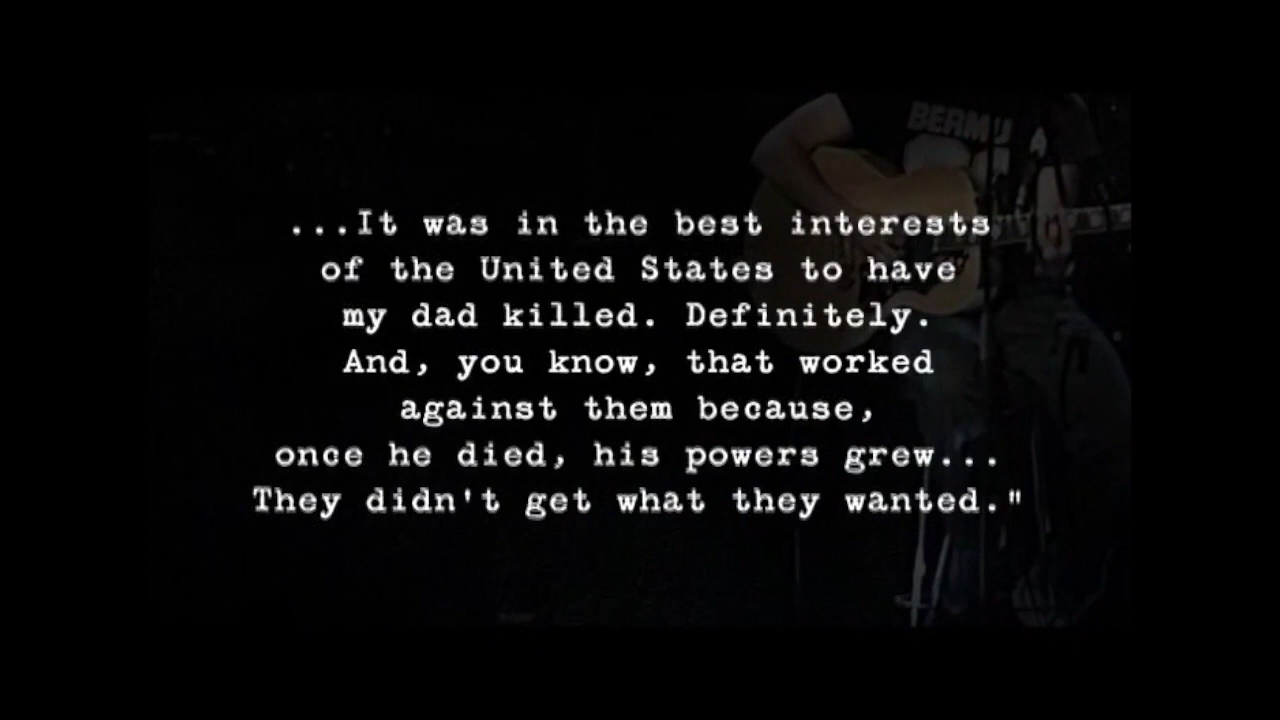 BERMU
...It was in the best interests
of the United States to have
my dad killed. Definitely.
And, you know, that worked
against them because,
once he died, his powers grew...
They didn't get what they wanted."